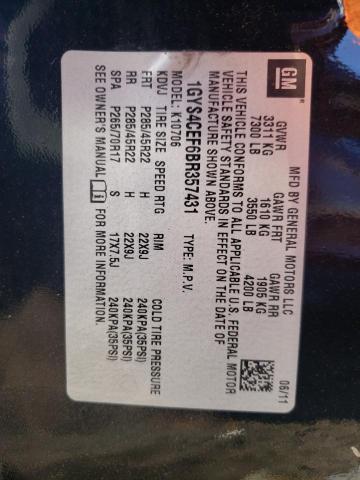 GM
MFD BY GENERAL MOTORS LLC
06/11
GVWR GAWR FRT GAWR RR
3311 KG 1610 KG 1905 KG
7300 LB 3550 LB 4200 LB
THIS VEHICLE CONFORMS TO ALL APPLICABLE U.S. FEDERAL MOTOR
VEHICLE SAFETY STANDARDS IN EFFECT ON THE DATE OF
MANUFACTURE SHOWN ABOVE.
1GYS4CEF6BR357431 TYPE: M.P.V.
MODEL: K10706
KDVJ TIRE SIZE SPEED RTG RIM COLD TIRE PRESSURE
FRT P285/45R22 H 22X9J 240KPA(35PSI)
RR P285/45R22 H 22X9J 240KPA(35PSI)
SPA P265/70R17 S 17X7.5J 240KPA(35PSI)
SEE OWNER'S MANUAL